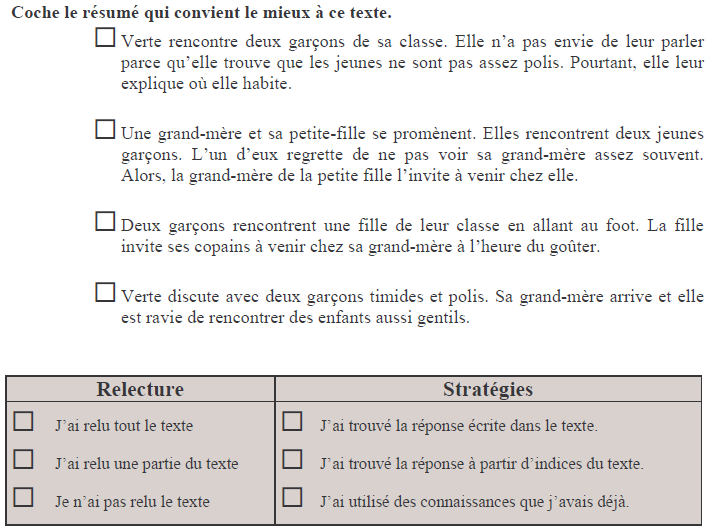 Coche le résumé qui convient le mieux à ce texte.
Verte rencontre deux garçons de sa classe. Elle n'a pas envie de leur parler
parce qu'elle trouve que les jeunes ne sont pas assez polis. Pourtant, elle leur
explique où elle habite.
Une grand-mère et sa petite-fille se promènent. Elles rencontrent deux jeunes
garçons. L'un d'eux regrette de ne pas voir sa grand-mère assez souvent.
Alors, la grand-mère de la petite fille l'invite à venir chez elle.
Deux garçons rencontrent une fille de leur classe en allant au foot. La fille
invite ses copains à venir chez sa grand-mère à l'heure du goûter.
Verte discute avec deux garçons timides et polis. Sa grand-mère arrive et elle
est ravie de rencontrer des enfants aussi gentils.
Relecture
Stratégies
J'ai relu tout le texte
J'ai trouvé la réponse écrite dans le texte.
J'ai relu une partie du texte
J'ai trouvé la réponse à partir d'indices du texte.
Je n'ai pas relu le texte
J'ai utilisé des connaissances que j'avais déjà.